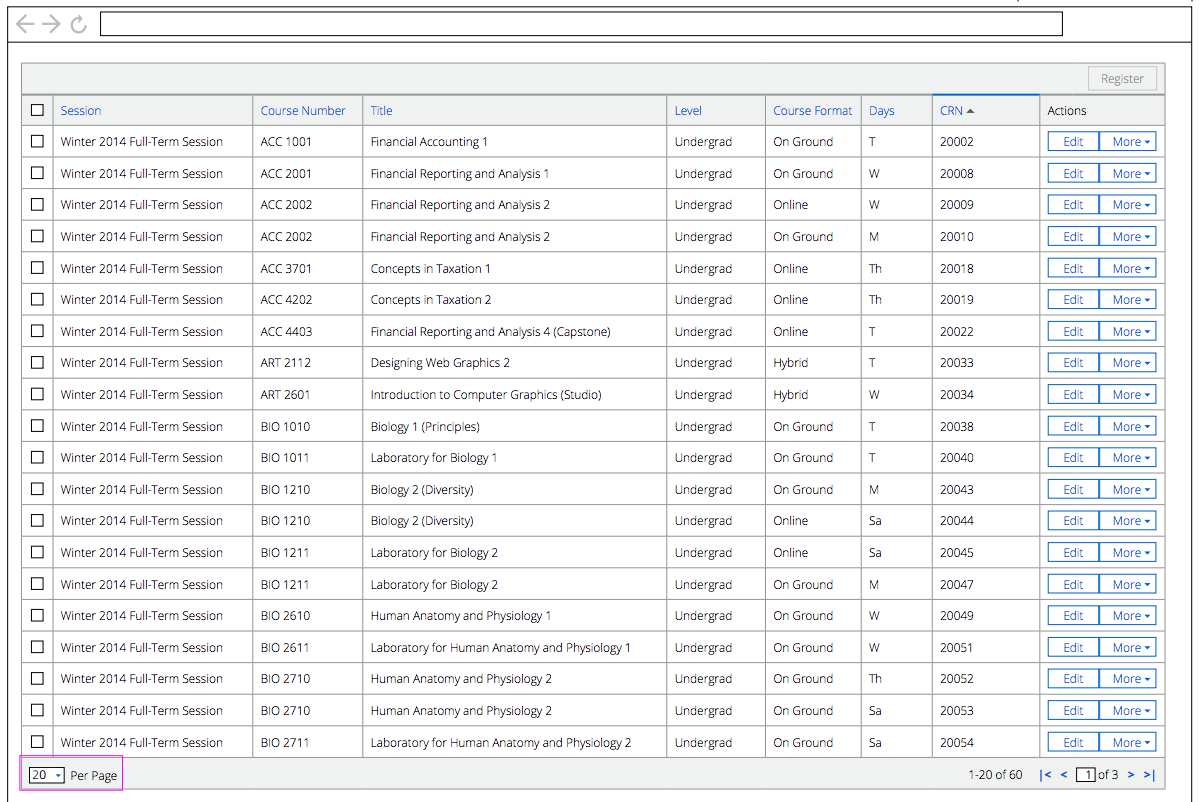 Register
Session Course Number Title Level Course Format Days CRN Actions
Winter 2014 Full-Term Session ACC 1001 Financial Accounting 1 Undergrad On Ground T 20002 Edit More
Winter 2014 Full-Term Session ACC 2001 Financial Reporting and Analysis 1 Undergrad On Ground W 20008 Edit More
Winter 2014 Full-Term Session ACC 2002 Financial Reporting and Analysis 2 Undergrad Online W 20009 Edit More
Winter 2014 Full-Term Session ACC 2002 Financial Reporting and Analysis 2 Undergrad On Ground M 20010 Edit More
Winter 2014 Full-Term Session ACC 3701 Concepts in Taxation 1 Undergrad Online Th 20018 Edit More
Winter 2014 Full-Term Session ACC 4202 Concepts in Taxation 2 Undergrad Online Th 20019 Edit More
Winter 2014 Full-Term Session ACC 4403 Financial Reporting and Analysis 4 (Capstone) Undergrad Online T 20022 Edit More
Winter 2014 Full-Term Session ART 2112 Designing Web Graphics 2 Undergrad Hybrid T 20033 Edit More
Winter 2014 Full-Term Session ART 2601 Introduction to Computer Graphics (Studio) Undergrad Hybrid W 20034 Edit More
Winter 2014 Full-Term Session BIO 1010 Biology 1 (Principles) Undergrad On Ground T 20038 Edit More
Winter 2014 Full-Term Session BIO 1011 Laboratory for Biology 1 Undergrad On Ground T 20040 Edit More
Winter 2014 Full-Term Session BIO 1210 Biology 2 (Diversity) Undergrad On Ground M 20043 Edit More
Winter 2014 Full-Term Session BIO 1210 Biology 2 (Diversity) Undergrad Online Sa 20044 Edit More
Winter 2014 Full-Term Session BIO 1211 Laboratory for Biology 2 Undergrad Online Sa 20045 Edit More
Winter 2014 Full-Term Session BIO 1211 Laboratory for Biology 2 Undergrad On Ground M 20047 Edit More
Winter 2014 Full-Term Session BIO 2610 Human Anatomy and Physiology 1 Undergrad On Ground W 20049 Edit More
Winter 2014 Full-Term Session BIO 2611 Laboratory for Human Anatomy and Physiology 1 Undergrad On Ground W 20051 Edit More
Winter 2014 Full-Term Session BIO 2710 Human Anatomy and Physiology 2 Undergrad On Ground Th 20052 Edit More
Winter 2014 Full-Term Session BIO 2710 Human Anatomy and Physiology 2 Undergrad On Ground Sa 20053 Edit More
Winter 2014 Full-Term Session BIO 2711 Laboratory for Human Anatomy and Physiology 2 Undergrad On Ground Sa 20054 Edit More
20 Per Page 1-20 of 60 |< < 1 of 3 > >|